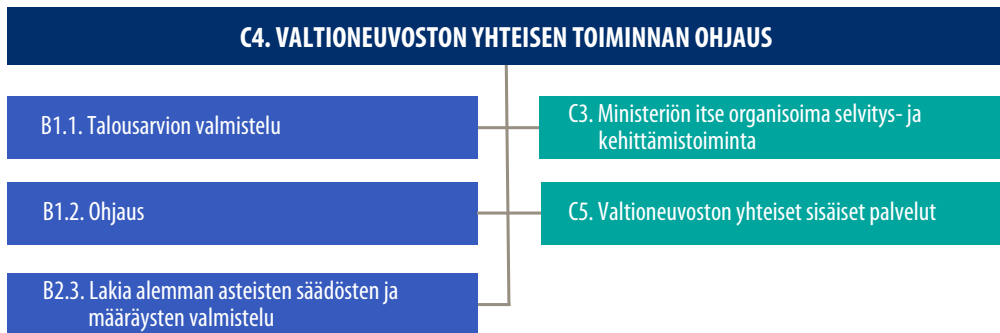 C4. VALTIONEUVOSTON YHTEISEN TOIMINNAN OHJAUS
B1.1. Talousarvion valmistelu
C3. Ministeriön itse organisoima selvitys- ja
kehittämistoiminta
B1.2. Ohjaus
C5. Valtioneuvoston yhteiset sisäiset palvelut
B2.3. Lakia alemman asteisten säädösten ja
määräysten valmistelu